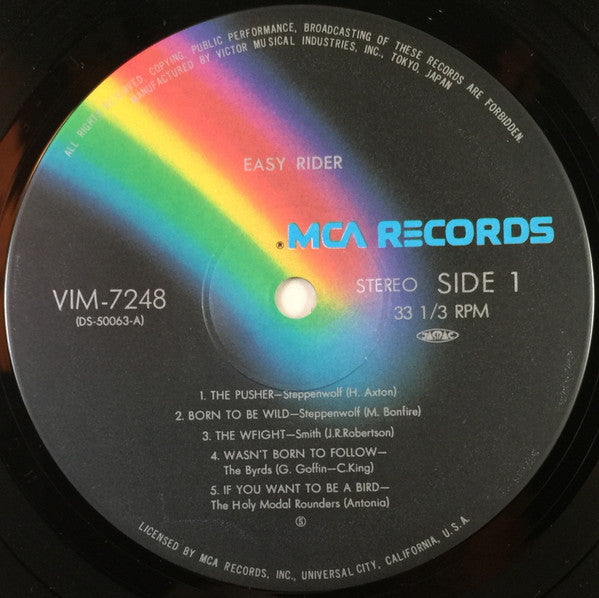 ALL RIGHTS RESERVED. COPYING, PUBLIC PERFORMANCE, BROADCASTING OF THESE RECORDS ARE FORBIDDEN.
MANUFACTURED BY VICTOR MUSICAL INDUSTRIES, INC., TOKYO, JAPAN
EASY RIDER
® MCA RECORDS
STEREO SIDE 1
VIM-7248
33 1/3 RPM
(DS-50063-A)
JASRAC
1. THE PUSHER—Steppenwolf (H. Axton)
2. BORN TO BE WILD—Steppenwolf (M. Bonfire)
3. THE WFIGHT—Smith (J.R.Robertson)
4. WASN'T BORN TO FOLLOW—
The Byrds (G. Goffin—C.King)
5. IF YOU WANT TO BE A BIRD—
The Holy Modal Rounders (Antonia)
Ⓢ
LICENSED BY MCA RECORDS, INC., UNIVERSAL CITY, CALIFORNIA, U.S.A.